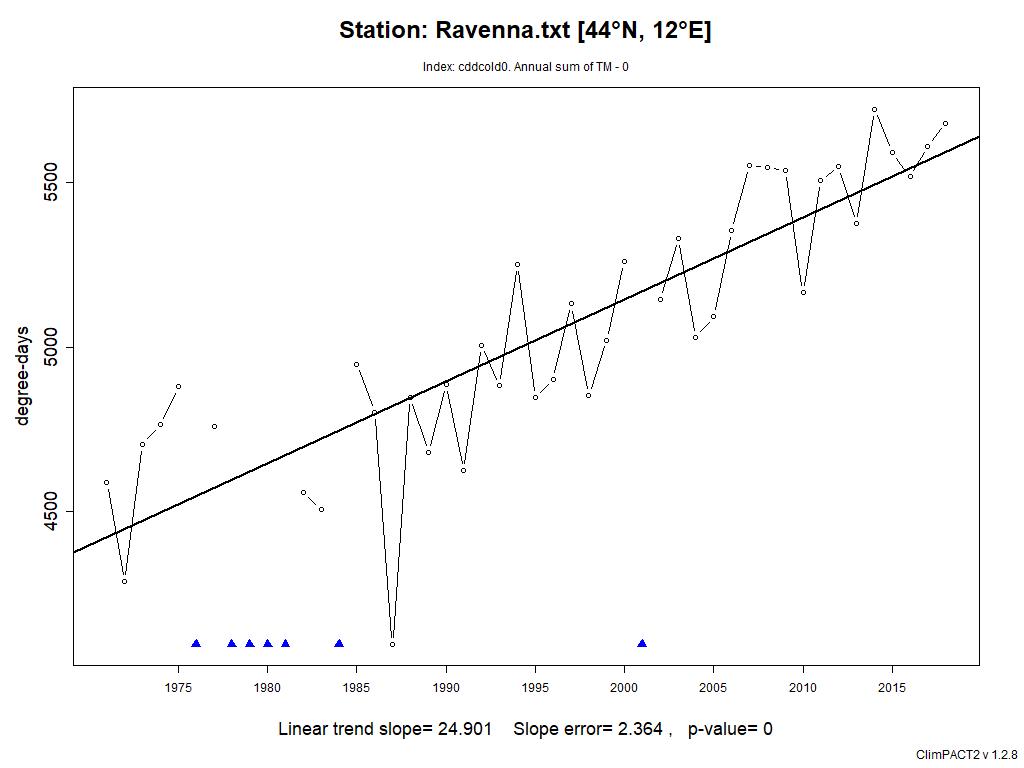 Station: Ravenna.txt [44°N, 12°E]
Index: cddcold0. Annual sum of TM - 0
degree-days
5500
5000
4500
1975 1980 1985 1990 1995 2000 2005 2010 2015
Linear trend slope= 24.901 Slope error= 2.364 , p-value= 0
ClimPACT2 v 1.2.8